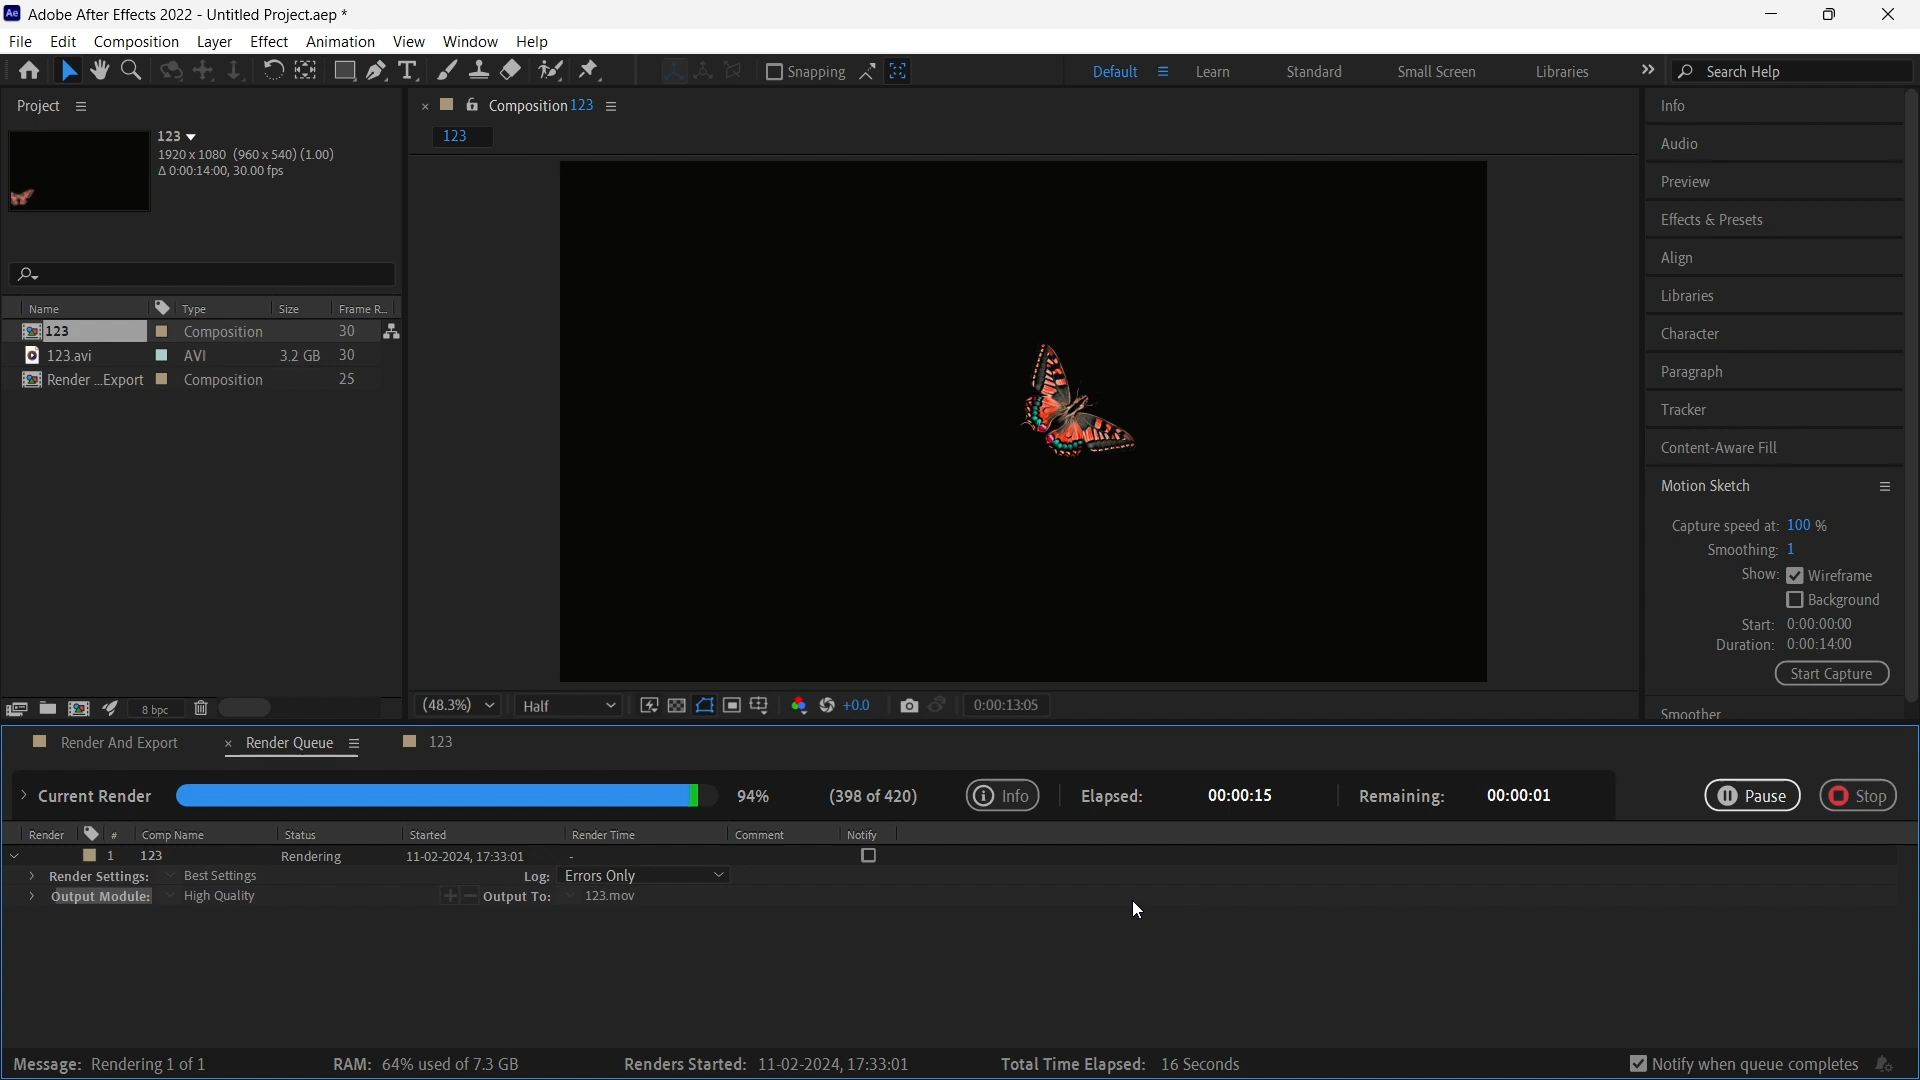 Ae Adobe After Effects 2022 - Untitled Project.aep *
File Edit Composition Layer Effect Animation View Window Help
Snapping Default Learn Standard Small Screen Libraries Search Help
Project
Composition 123
123
123
1920 x 1080 (960 x 540) (1.00)
Δ 0:00:14:00, 30.00 fps
Name Type Size Frame R...
123 Composition 30
123.avi AVI 3.2 GB 30
Render ...Export Composition 25
8 bpc
(48.3%) Half +0.0 0:00:13:05
Info
Audio
Preview
Effects & Presets
Align
Libraries
Character
Paragraph
Tracker
Content-Aware Fill
Motion Sketch
Capture speed at: 100 %
Smoothing: 1
Show: Wireframe
Background
Start: 0:00:00:00
Duration: 0:00:14:00
Start Capture
Smoother
Render And Export Render Queue 123
Current Render 94% (398 of 420) Info Elapsed: 00:00:15 Remaining: 00:00:01 Pause Stop
Render # Comp Name Status Started Render Time Comment Notify
1 123 Rendering 11-02-2024, 17:33:01 -
Render Settings: Best Settings Log: Errors Only
Output Module: High Quality Output To: 123.mov
Message: Rendering 1 of 1 RAM: 64% used of 7.3 GB Renders Started: 11-02-2024, 17:33:01 Total Time Elapsed: 16 Seconds Notify when queue completes